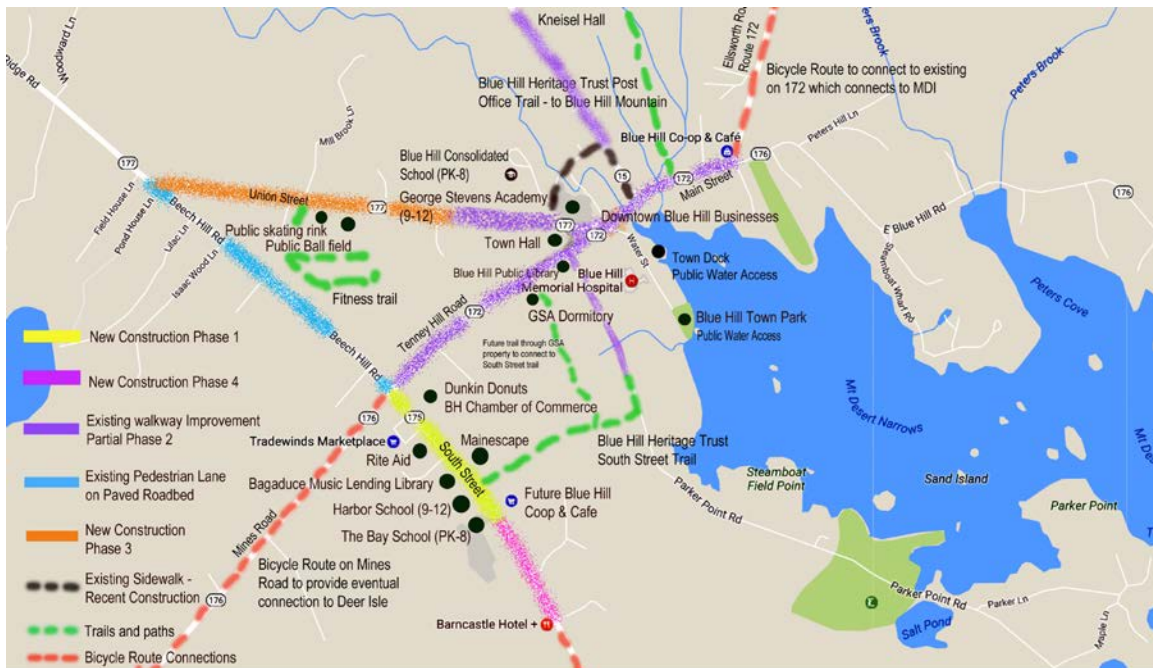 Kneisel Hall
Woodward Ln
Ridge Rd
Mill Brook
Ellsworth Road
Route 172
Peters Brook
Peters Brook
Bicycle Route to connect to existing
on 172 which connects to MDI
Blue Hill Heritage Trust Post
Office Trail - to Blue Hill Mountain
Blue Hill Co-op & Café
Peters Hill Ln
176
177
Blue Hill Consolidated
School (PK-8)
15
172
Main Street
176
Field House Ln
Pond House Ln
Lilac Ln
Isaac Wood Ln
Union Street
177
George Stevens Academy
(9-12)
177
172
Downtown Blue Hill Businesses
E Blue Hill Rd
Beech Hill Rd
Public skating rink
Public Ball field
Town Hall
Water St
Town Dock
Public Water Access
Steamboat Wharf Rd
Peters Cove
Blue Hill Public Library
Blue Hill
Memorial Hospital
Fitness trail
GSA Dormitory
Blue Hill Town Park
Public Water Access
Tenney Hill Road
172
Future trail through GSA
property to connect to
South Street trail
Beech Hill Rd
New Construction Phase 1
New Construction Phase 4
Existing walkway Improvement
Partial Phase 2
Existing Pedestrian Lane
on Paved Roadbed
New Construction
Phase 3
Existing Sidewalk -
Recent Construction
Trails and paths
Bicycle Route Connections
Dunkin Donuts
BH Chamber of Commerce
176
175
Tradewinds Marketplace
Rite Aid
South Street
Mainescape
Blue Hill Heritage Trust
South Street Trail
Bagaduce Music Lending Library
Harbor School (9-12)
The Bay School (PK-8)
Future Blue Hill
Coop & Cafe
Mt Desert Narrows
Steamboat
Field Point
Sand Island
Parker Point
Parker Point Rd
Mines Road
176
Bicycle Route on Mines
Road to provide eventual
connection to Deer Isle
Barncastle Hotel +
Parker Point Rd
Parker Ln
Salt Pond
Maple Ln